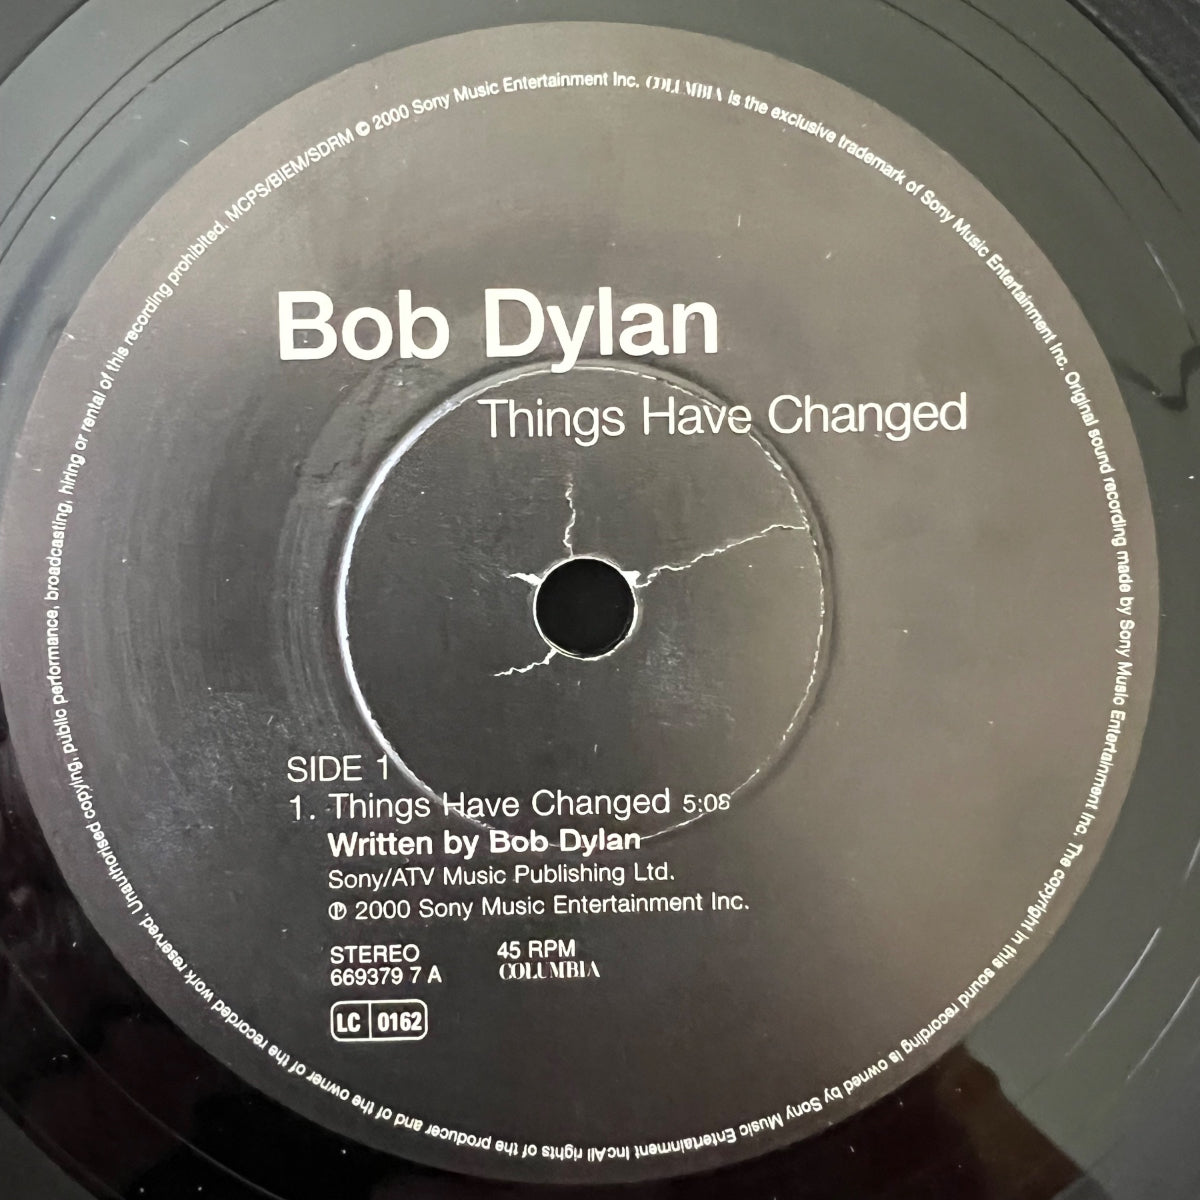 Bob Dylan
Things Have Changed
SIDE 1
1. Things Have Changed 5:08
Written by Bob Dylan
Sony/ATV Music Publishing Ltd.
℗ 2000 Sony Music Entertainment Inc.
STEREO 45 RPM
669379 7 A COLUMBIA
LC 0162
MCPS/BIEM/SDRM © 2000 Sony Music Entertainment Inc. COLUMBIA is the exclusive trademark of Sony Music Entertainment Inc. Original sound recording made by Sony Music Entertainment Inc. The copyright in this sound recording is owned by Sony Music Entertainment Inc All rights of the producer and of the owner of the recorded work reserved. Unauthorised copying, public performance, broadcasting, hiring or rental of this recording prohibited.